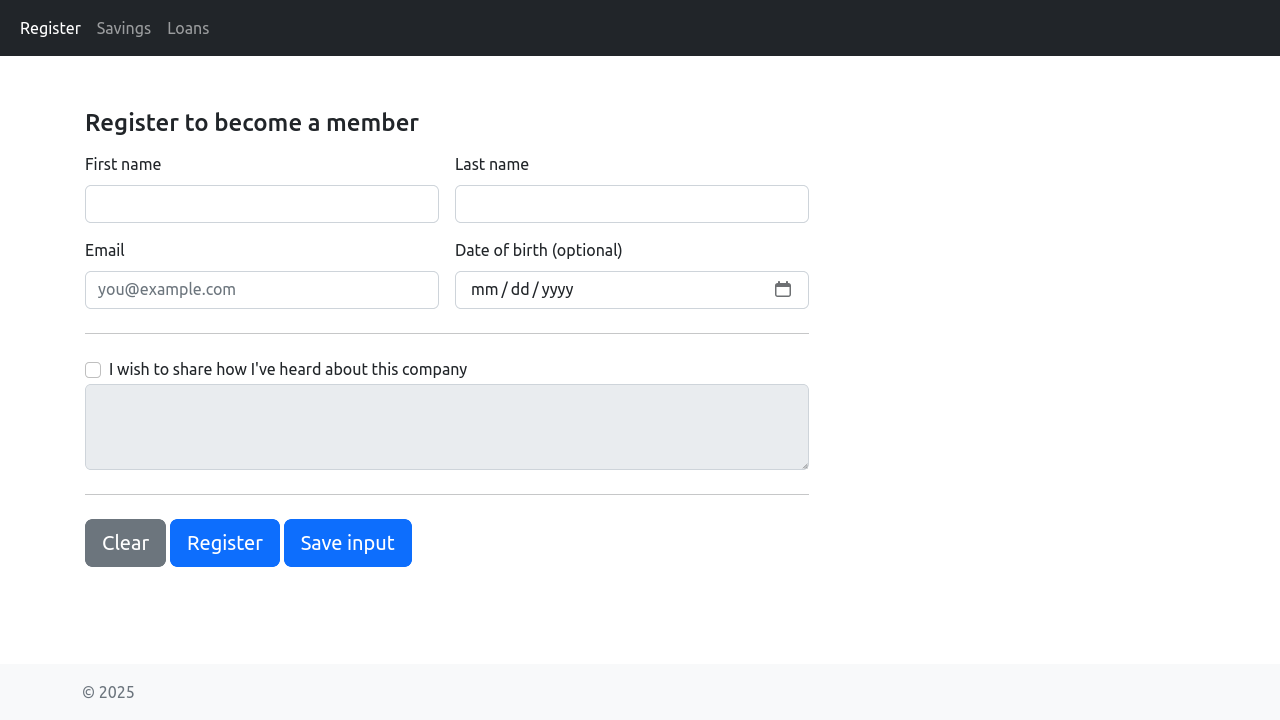 Register Savings Loans
Register to become a member
First name Last name
Email Date of birth (optional)
you@example.com mm/dd/yyyy
I wish to share how I've heard about this company
Clear Register Save input
© 2025